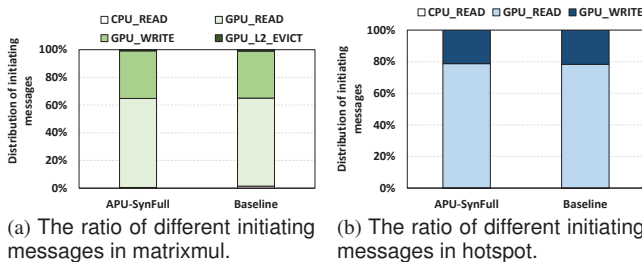 CPU_READ GPU_READ
GPU_WRITE GPU_L2_EVICT
Distribution of initiating
messages
100%
80%
60%
40%
20%
0%
APU-SynFull Baseline
(a) The ratio of different initiating
messages in matrixmul.
CPU_READ GPU_READ GPU_WRITE
Distribution of initiating
messages
100%
80%
60%
40%
20%
0%
APU-SynFull Baseline
(b) The ratio of different initiating
messages in hotspot.